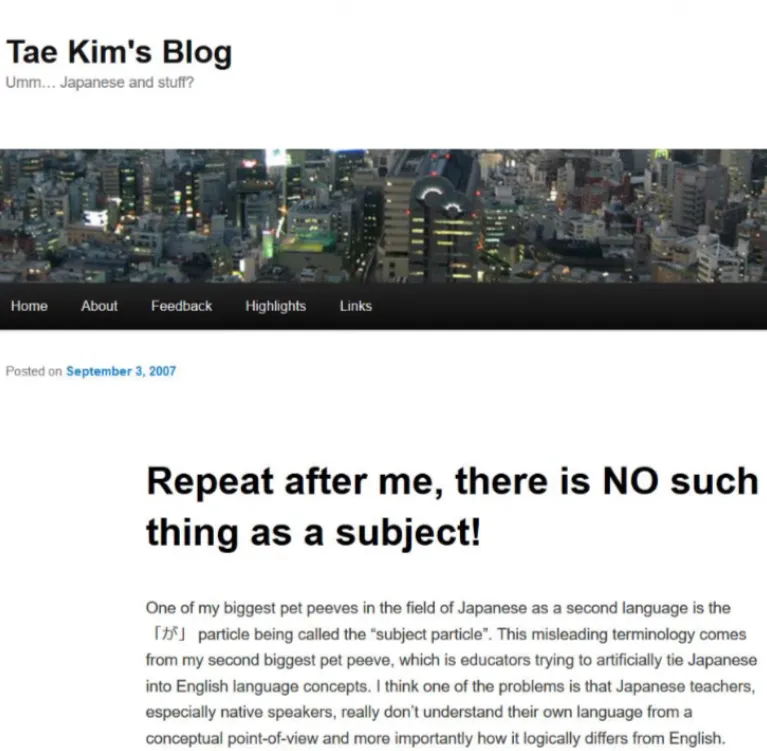 Tae Kim's Blog
Umm… Japanese and stuff?
Home About Feedback Highlights Links
Posted on September 3, 2007
Repeat after me, there is NO such
thing as a subject!
One of my biggest pet peeves in the field of Japanese as a second language is the
「が」 particle being called the “subject particle”. This misleading terminology comes
from my second biggest pet peeve, which is educators trying to artificially tie Japanese
into English language concepts. I think one of the problems is that Japanese teachers,
especially native speakers, really don’t understand their own language from a
conceptual point-of-view and more importantly how it logically differs from English.